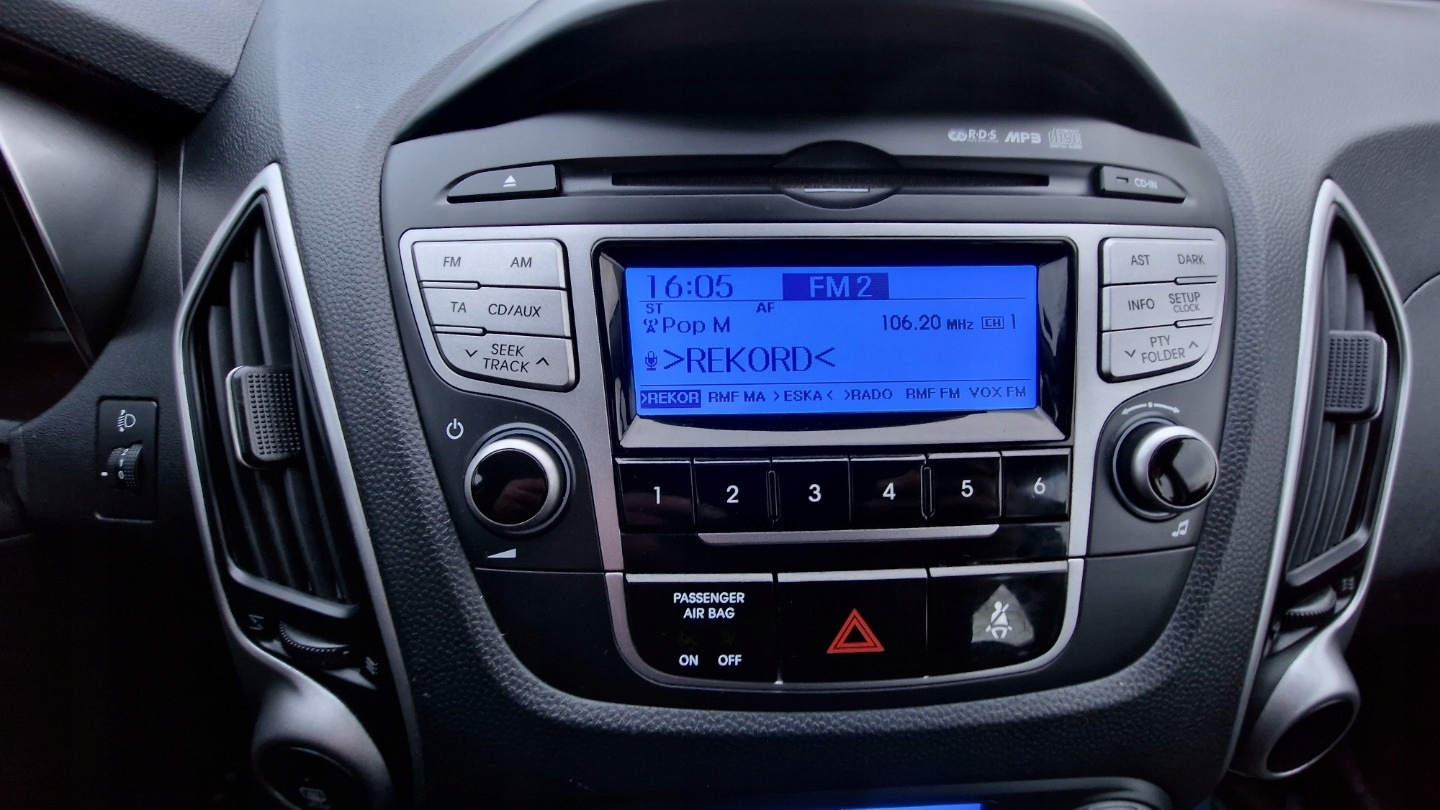 R·D·S MP3
CD-IN
FM AM
TA CD/AUX
SEEK
TRACK
16:05 FM 2
ST AF
Pop M 106.20 MHz CH 1
>REKORD<
>REKOR RMF MA >ESKA< >RADO RMF FM VOX FM
AST DARK
INFO SETUP
CLOCK
PTY
FOLDER
1 2 3 4 5 6
PASSENGER
AIR BAG
ON OFF